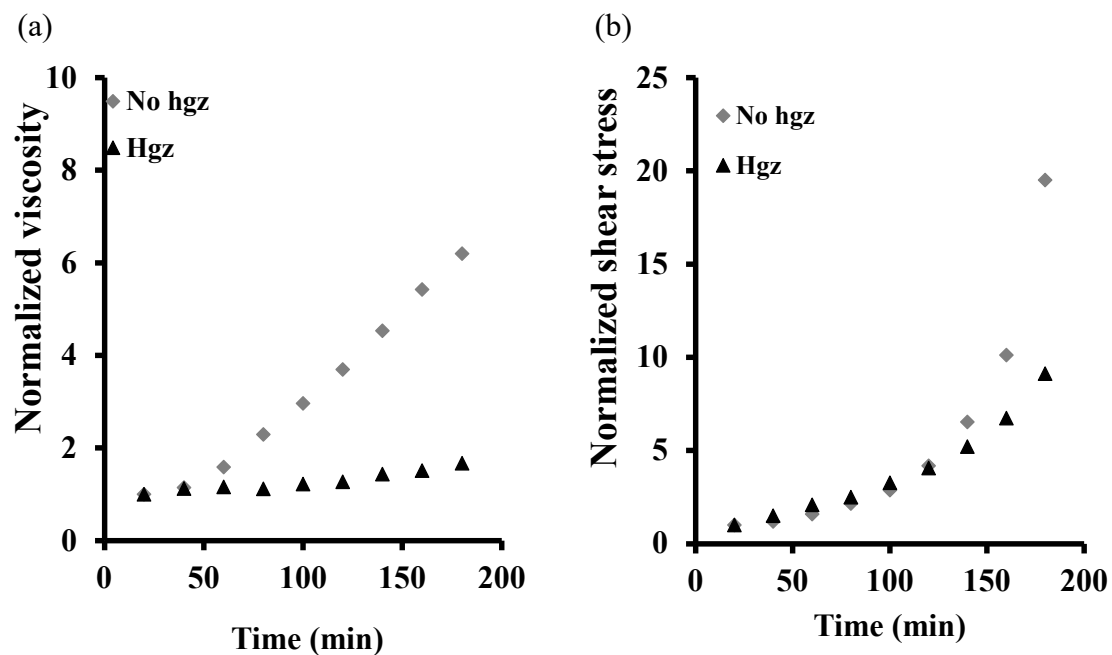 (a)
Normalized viscosity
10
8
6
4
2
0
No hgz
Hgz
0 50 100 150 200
Time (min)
(b)
Normalized shear stress
25
20
15
10
5
0
No hgz
Hgz
0 50 100 150 200
Time (min)